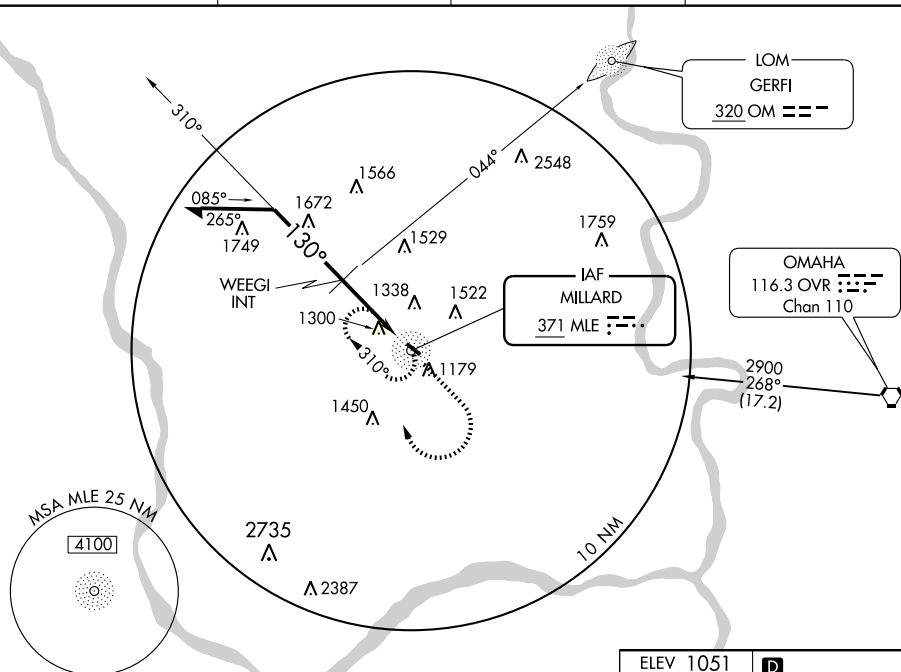 LOM
GERFI
320 OM
310°
044°
2548
1566
085°
265°
1672
1749
130°
1529
1759
WEEGI
INT
1338
1522
1300
IAF
MILLARD
371 MLE
OMAHA
116.3 OVR
Chan 110
310°
1179
2900
268°
(17.2)
1450
MSA MLE 25 NM
4100
2735
2387
10 NM
ELEV 1051
D